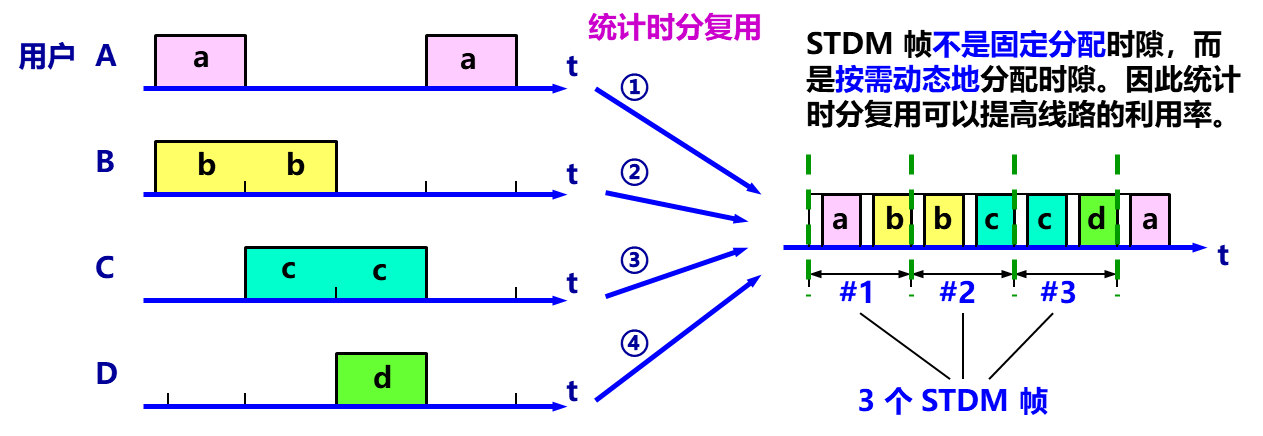 统计时分复用
用户 A a a t
B b b t
C c c t
D d t
①
②
③
④
STDM 帧不是固定分配时隙，而
是按需动态地分配时隙。因此统计
时分复用可以提高线路的利用率。
a b b c c d a t
#1 #2 #3
3 个 STDM 帧